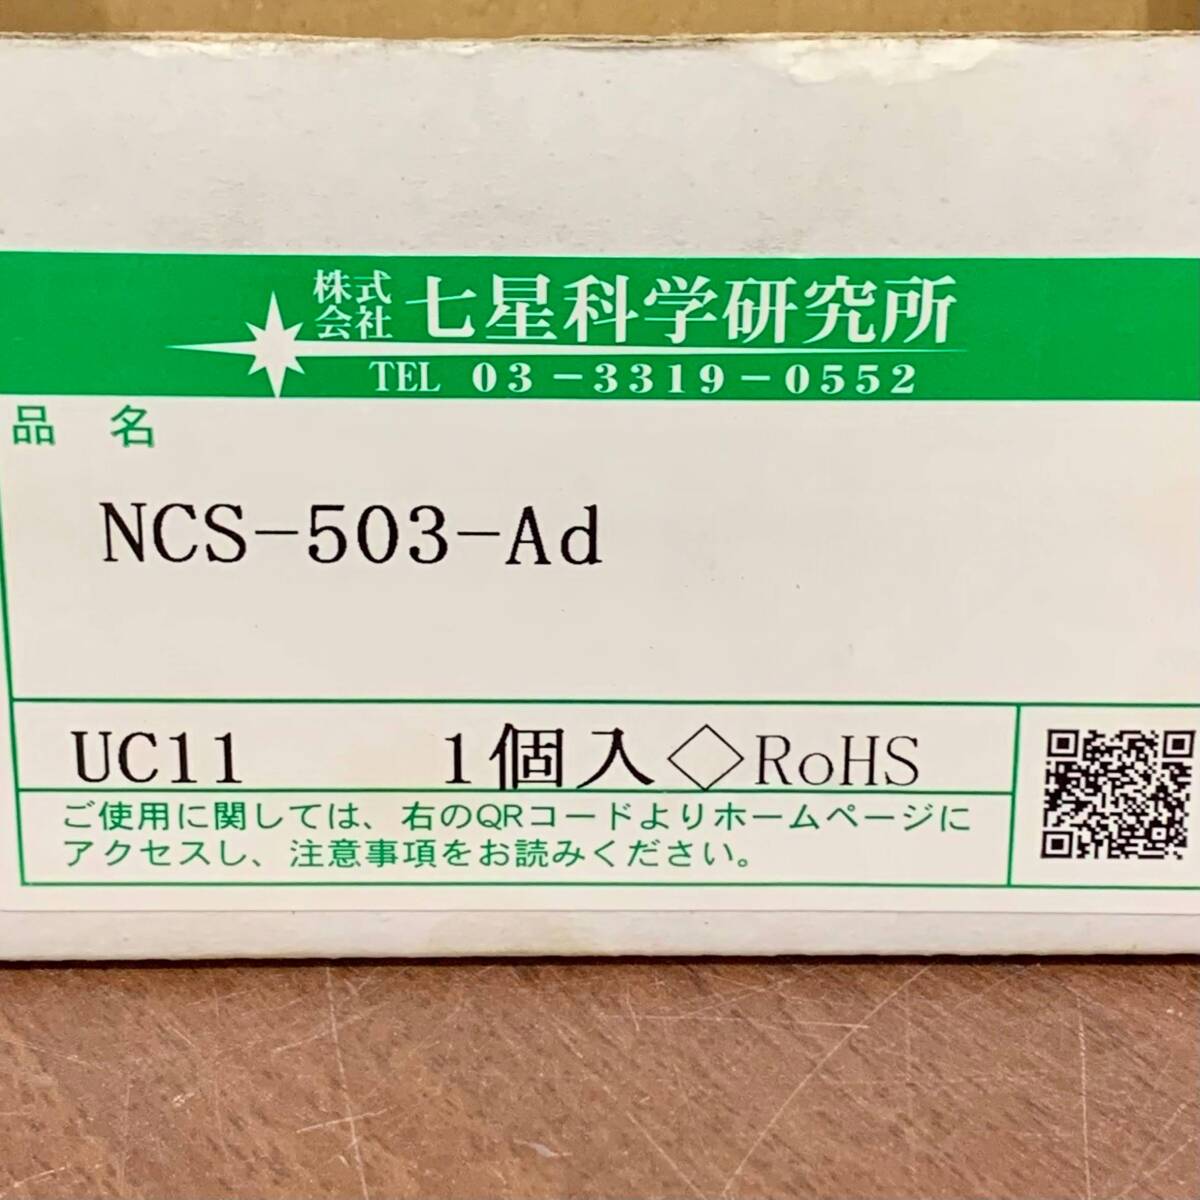 株式会社 七星科学研究所
TEL 03-3319-0552
品名
NCS-503-Ad
UC11 1個入◇RoHS
ご使用に関しては、右のQRコードよりホームページに
アクセスし、注意事項をお読みください。